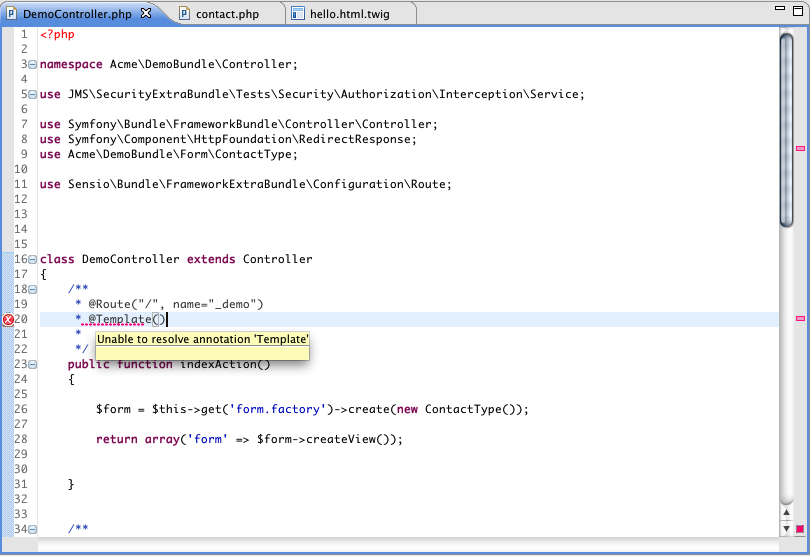 DemoController.php contact.php hello.html.twig
1 <?php
2
3 namespace Acme\DemoBundle\Controller;
4
5 use JMS\SecurityExtraBundle\Tests\Security\Authorization\Interception\Service;
6
7 use Symfony\Bundle\FrameworkBundle\Controller\Controller;
8 use Symfony\Component\HttpFoundation\RedirectResponse;
9 use Acme\DemoBundle\Form\ContactType;
10
11 use Sensio\Bundle\FrameworkExtraBundle\Configuration\Route;
12
13
14
15
16 class DemoController extends Controller
17 {
18 /**
19 * @Route("/", name="_demo")
20 * @Template()
21 *
Unable to resolve annotation 'Template'
22 */
23 public function indexAction()
24 {
25
26 $form = $this->get('form.factory')->create(new ContactType());
27
28 return array('form' => $form->createView());
29
30
31 }
32
33
34 /**